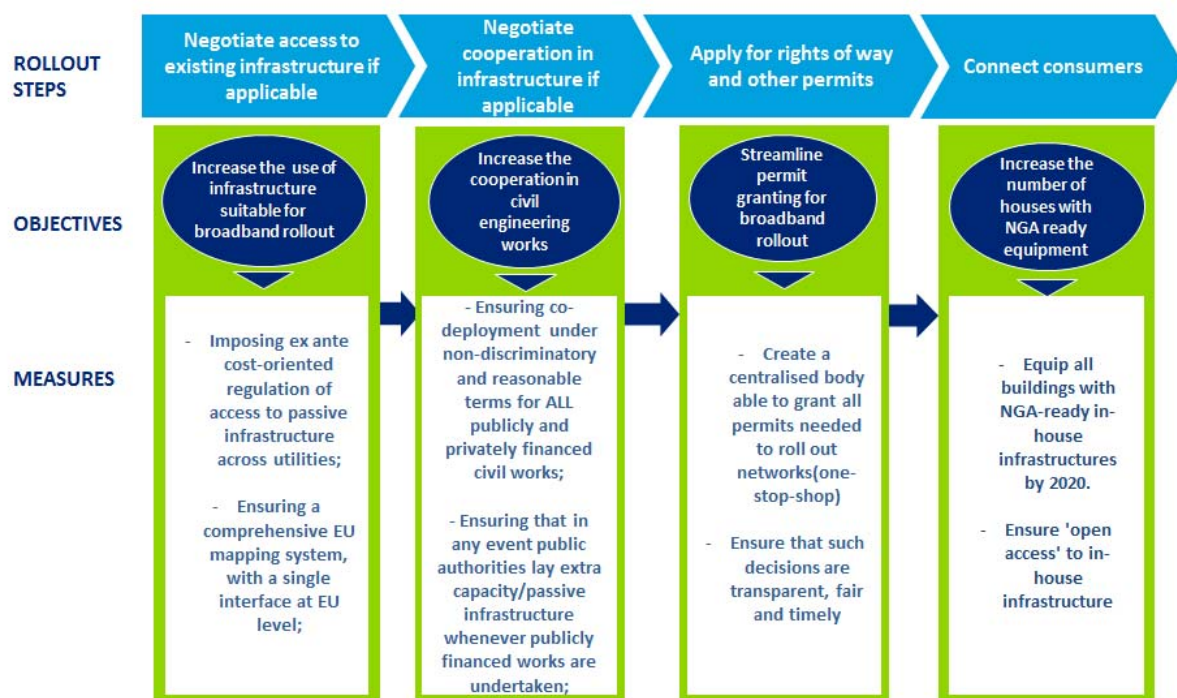 ROLLOUT
STEPS
Negotiate access to
existing infrastructure if
applicable
Negotiate
cooperation in
infrastructure if
applicable
Apply for rights of way
and other permits
Connect consumers
OBJECTIVES
Increase the use of
infrastructure
suitable for
broadband rollout
Increase the
cooperation in
civil
engineering
works
Streamline
permit
granting for
broadband
rollout
Increase the
number of
houses with
NGA ready
equipment
MEASURES
- Imposing ex ante
cost-oriented
regulation of
access to passive
infrastructure
across utilities;
- Ensuring a
comprehensive EU
mapping system,
with a single
interface at EU
level;
- Ensuring co-
deployment under
non-discriminatory
and reasonable
terms for ALL
publicly and
privately financed
civil works;
- Ensuring that in
any event public
authorities lay extra
capacity/passive
infrastructure
whenever publicly
financed works are
undertaken;
- Create a
centralised body
able to grant all
permits needed
to roll out
networks(one-
stop-shop)
- Ensure that such
decisions are
transparent, fair
and timely
- Equip all
buildings with
NGA-ready in-
house
infrastructures
by 2020.
- Ensure 'open
access' to in-
house
infrastructure